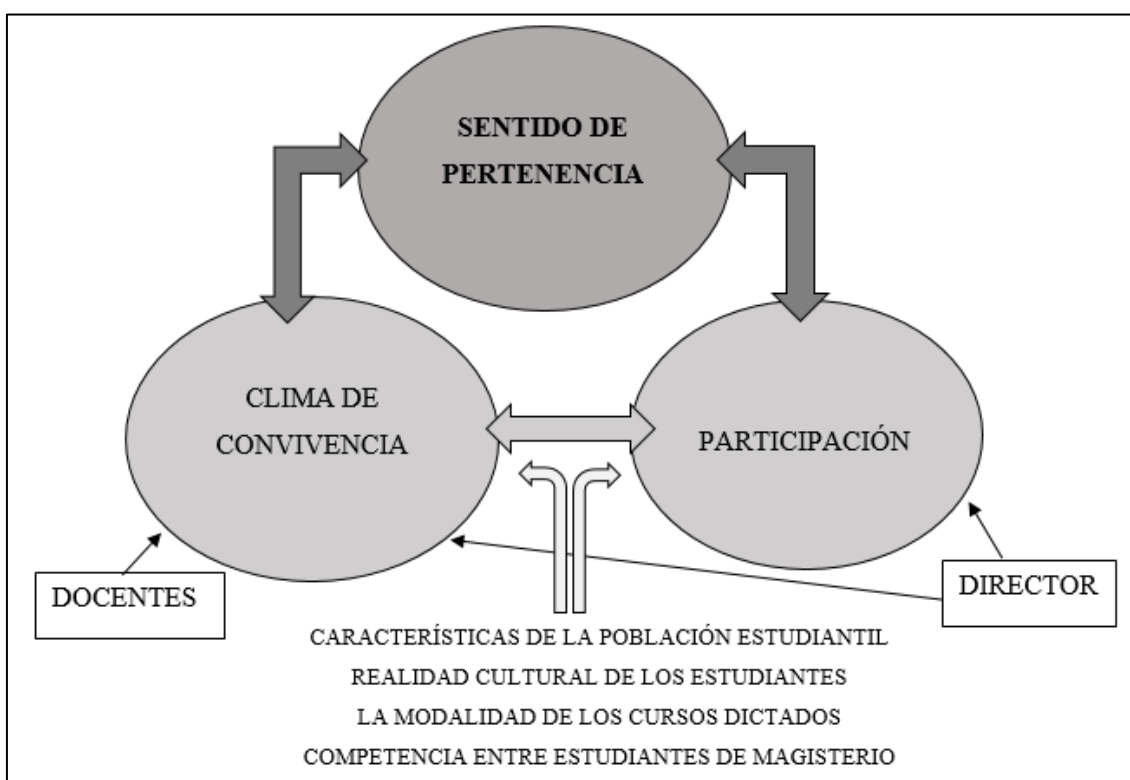 SENTIDO DE
PERTENENCIA
CLIMA DE
CONVIVENCIA
PARTICIPACIÓN
DOCENTES
DIRECTOR
CARACTERÍSTICAS DE LA POBLACIÓN ESTUDIANTIL
REALIDAD CULTURAL DE LOS ESTUDIANTES
LA MODALIDAD DE LOS CURSOS DICTADOS
COMPETENCIA ENTRE ESTUDIANTES DE MAGISTERIO